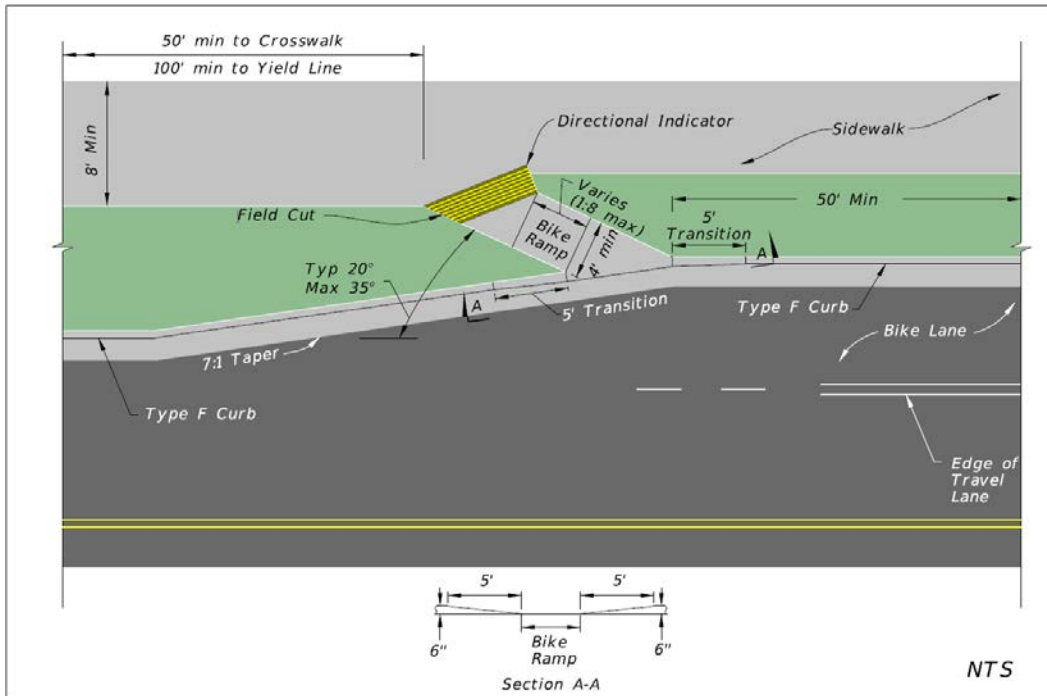 50' min to Crosswalk
100' min to Yield Line
8' Min
Directional Indicator
Sidewalk
Field Cut
Varies
(1:8 max)
50' Min
Bike
Ramp
4' min
5'
Transition
A
Typ 20°
Max 35°
A
5' Transition
Type F Curb
Bike Lane
7:1 Taper
Type F Curb
Edge of
Travel
Lane
5'
5'
6"
Bike
Ramp
6"
Section A-A
NTS